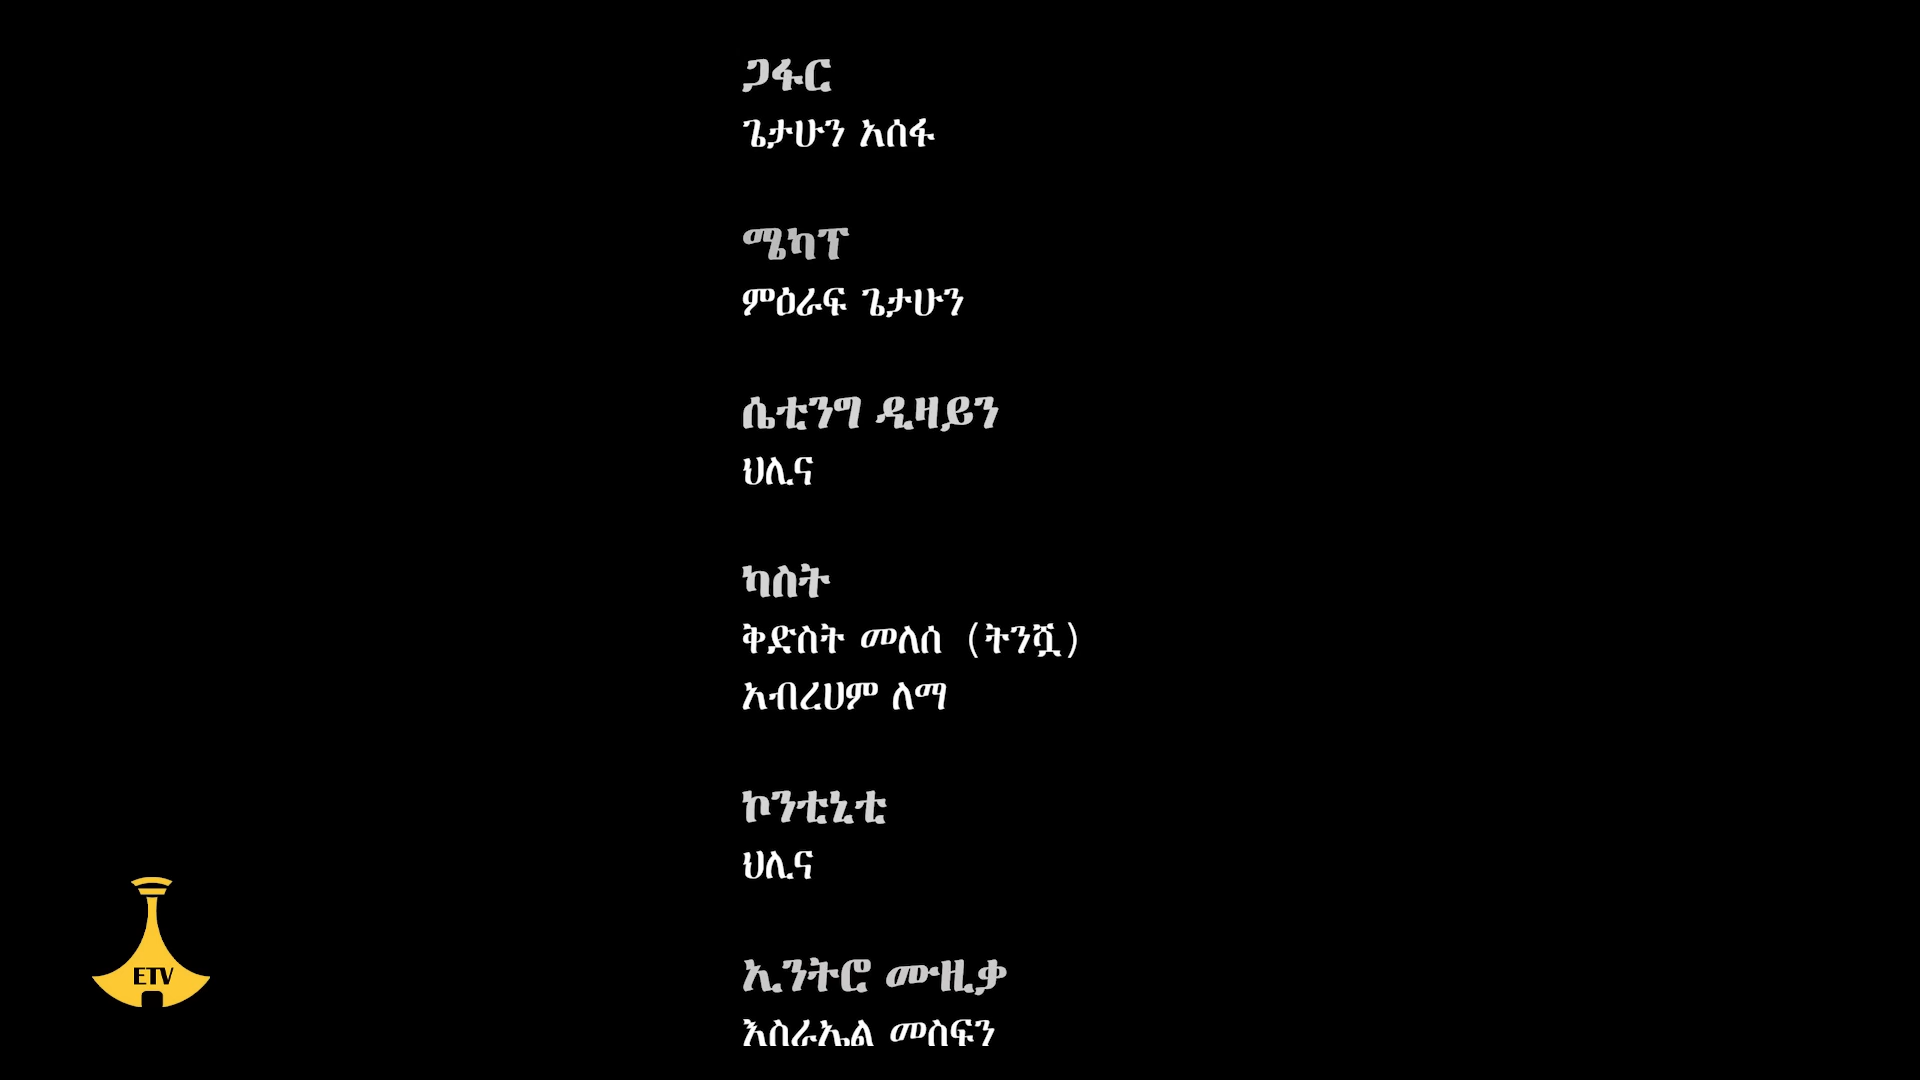 ጋፋር
ጌታሁን አሰፋ
ሜካፕ
ምዕራፍ ጌታሁን
ሴቲንግ ዲዛይን
ህሊና
ካስት
ቅድስት መለሰ (ትንሿ)
አብረሀም ለማ
ኮንቲኒቲ
ህሊና
ኢንትሮ ሙዚቃ
እስራኤል መስፍን
ETV